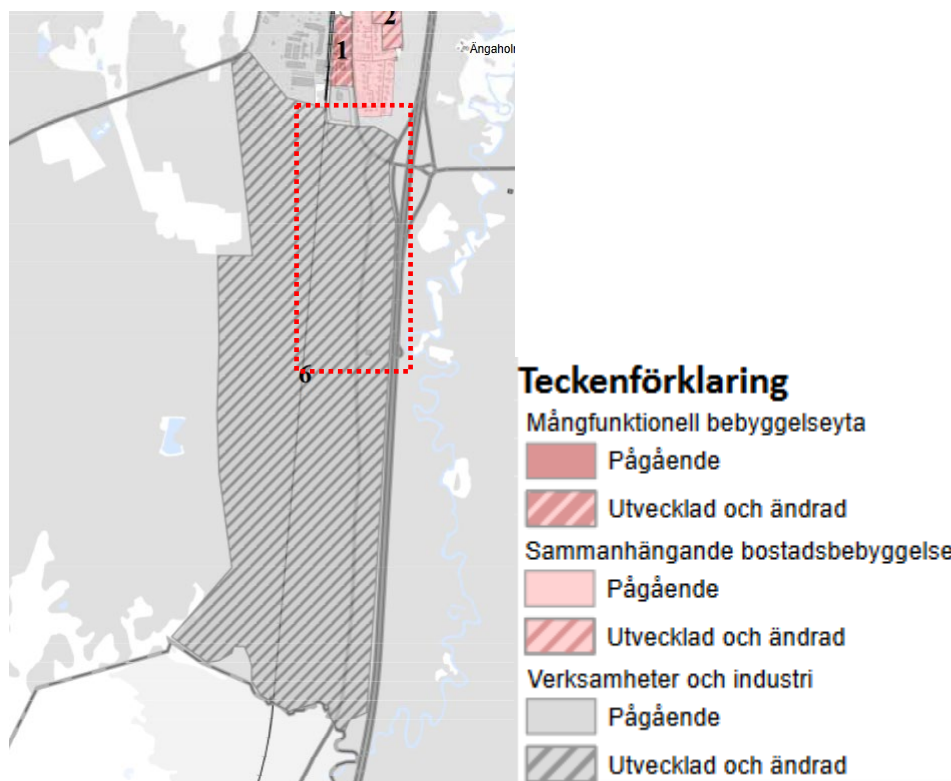 2
1
Ängaholm
6
Teckenförklaring
Mångfunktionell bebyggelseyta
Pågående
Utvecklad och ändrad
Sammanhängande bostadsbebyggelse
Pågående
Utvecklad och ändrad
Verksamheter och industri
Pågående
Utvecklad och ändrad